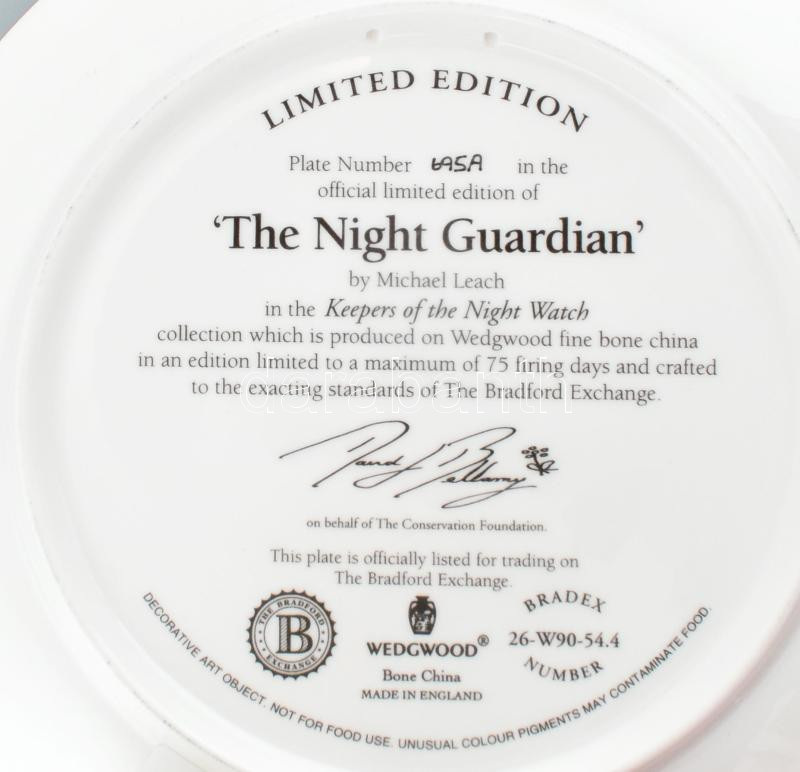 LIMITED EDITION
Plate Number 695A in the
official limited edition of
‘The Night Guardian’
by Michael Leach
in the Keepers of the Night Watch
collection which is produced on Wedgwood fine bone china
in an edition limited to a maximum of 75 firing days and crafted
to the exacting standards of The Bradford Exchange.
darabanth
David J Bellamy
on behalf of The Conservation Foundation.
This plate is officially listed for trading on
The Bradford Exchange.
THE BRADFORD
B
EXCHANGE
WEDGWOOD®
Bone China
MADE IN ENGLAND
BRADEX
26-W90-54.4
NUMBER
DECORATIVE ART OBJECT. NOT FOR FOOD USE. UNUSUAL COLOUR PIGMENTS MAY CONTAMINATE FOOD.